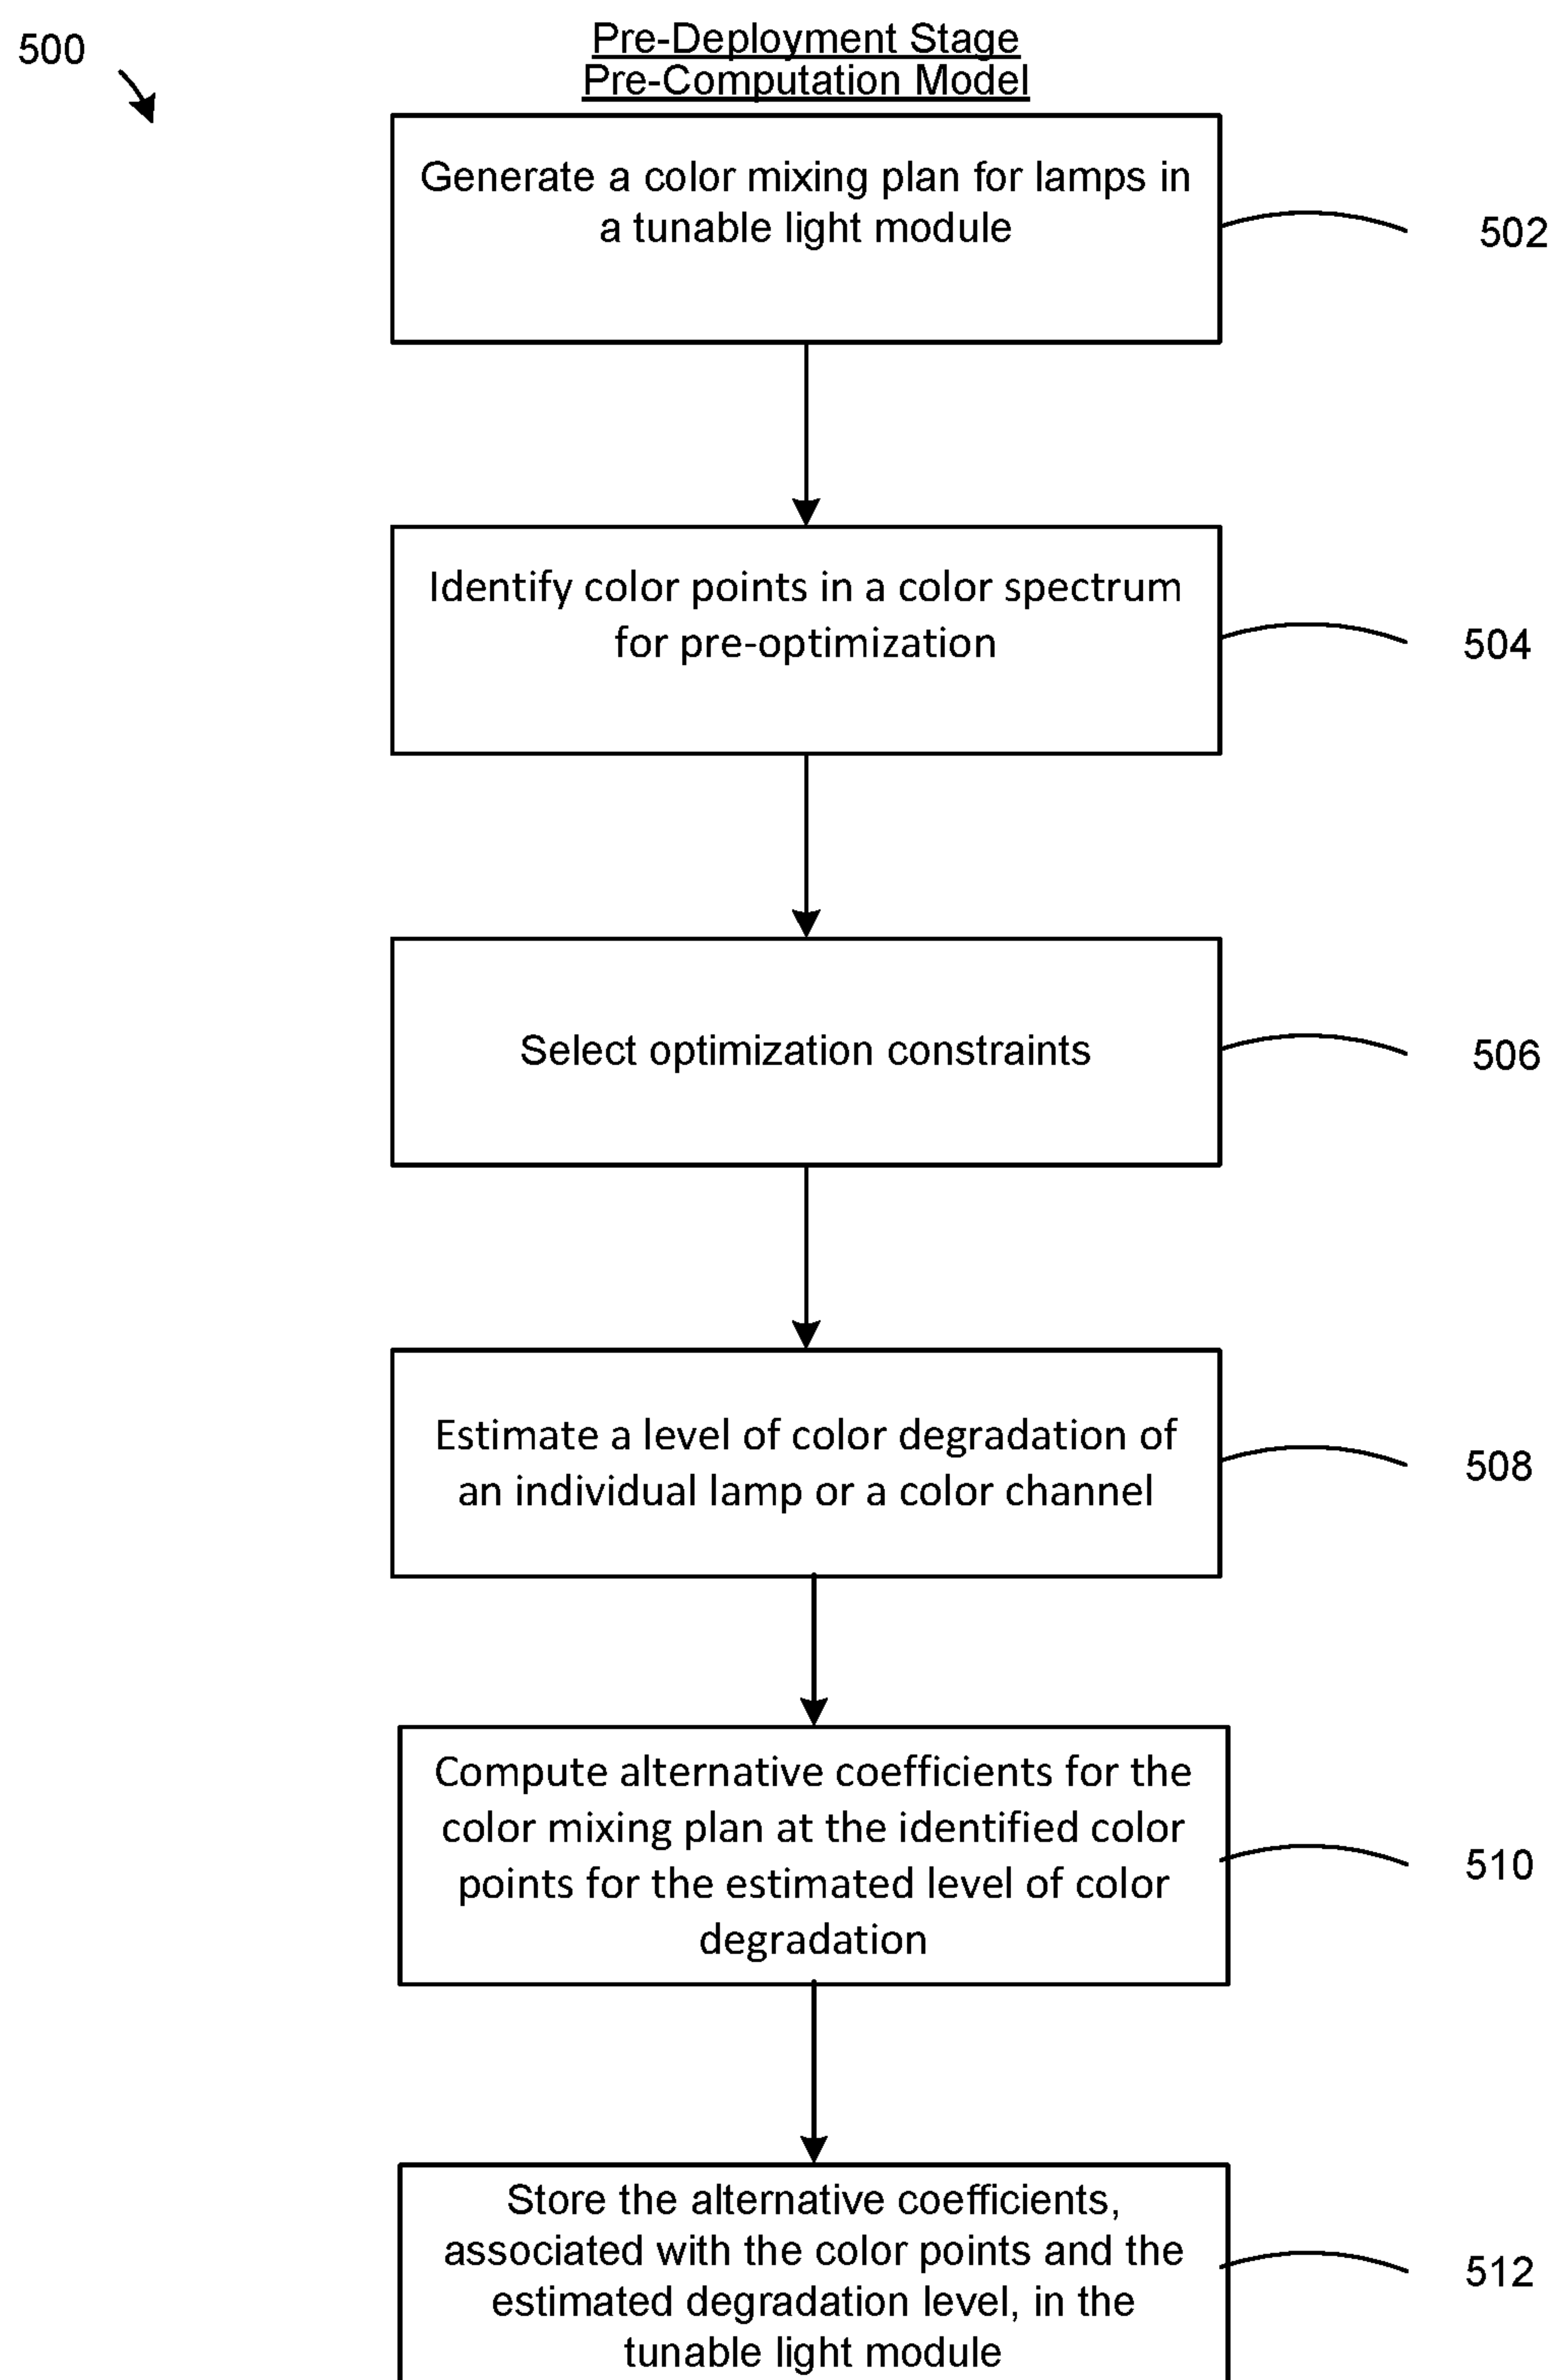 500
Pre-Deployment Stage
Pre-Computation Model
Generate a color mixing plan for lamps in
a tunable light module
502
Identify color points in a color spectrum
for pre-optimization
504
Select optimization constraints
506
Estimate a level of color degradation of
an individual lamp or a color channel
508
Compute alternative coefficients for the
color mixing plan at the identified color
points for the estimated level of color
degradation
510
Store the alternative coefficients,
associated with the color points and the
estimated degradation level, in the
tunable light module
512